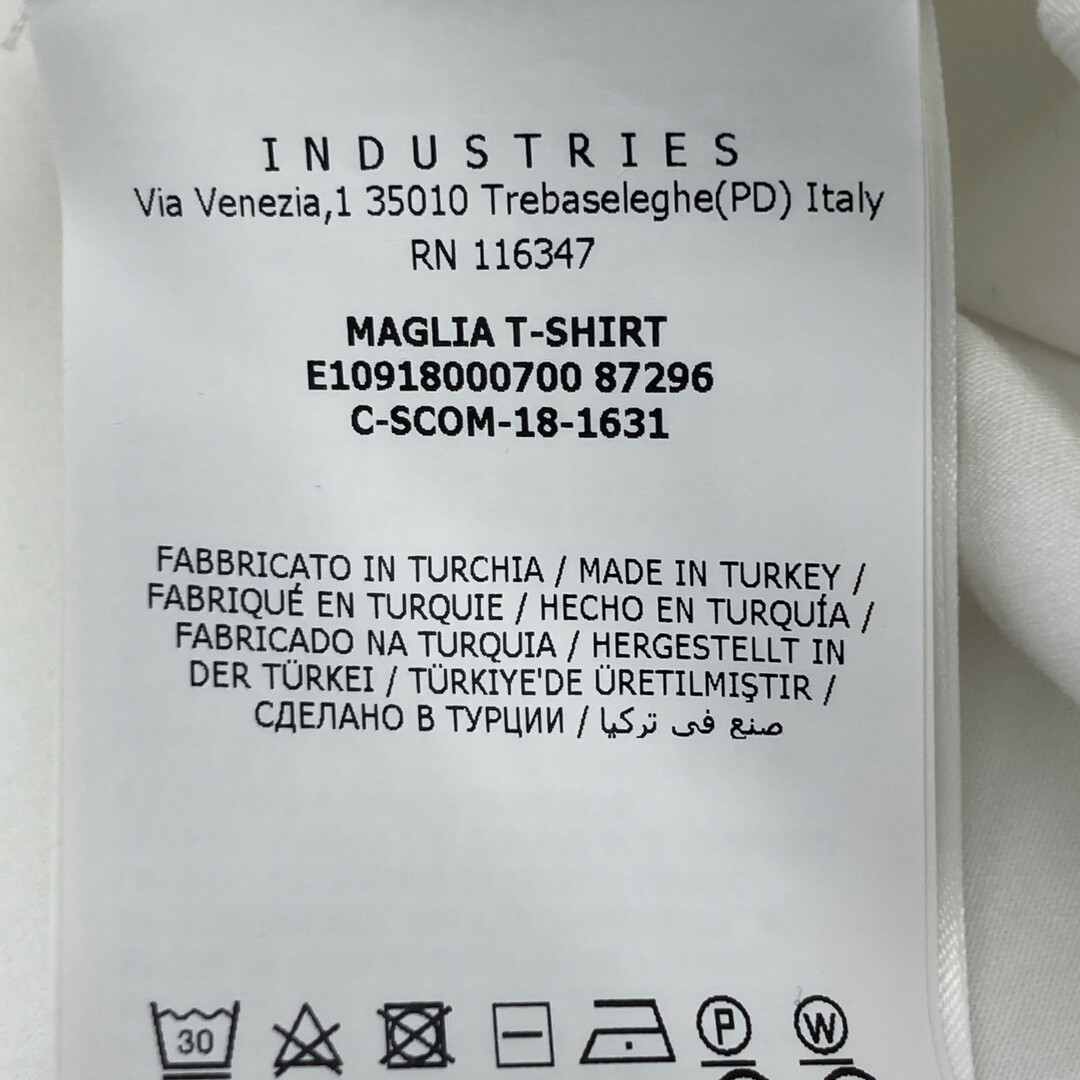 INDUSTRIES
Via Venezia,1 35010 Trebaseleghe(PD) Italy
RN 116347
MAGLIA T-SHIRT
E10918000700 87296
C-SCOM-18-1631
FABBRICATO IN TURCHIA / MADE IN TURKEY /
FABRIQUÉ EN TURQUIE / HECHO EN TURQUÍA /
FABRICADO NA TURQUIA / HERGESTELLT IN
DER TÜRKEI / TÜRKIYE'DE ÜRETILMIŞTIR /
СДЕЛАНО В ТУРЦИИ / صنع فى تركيا
30 P W